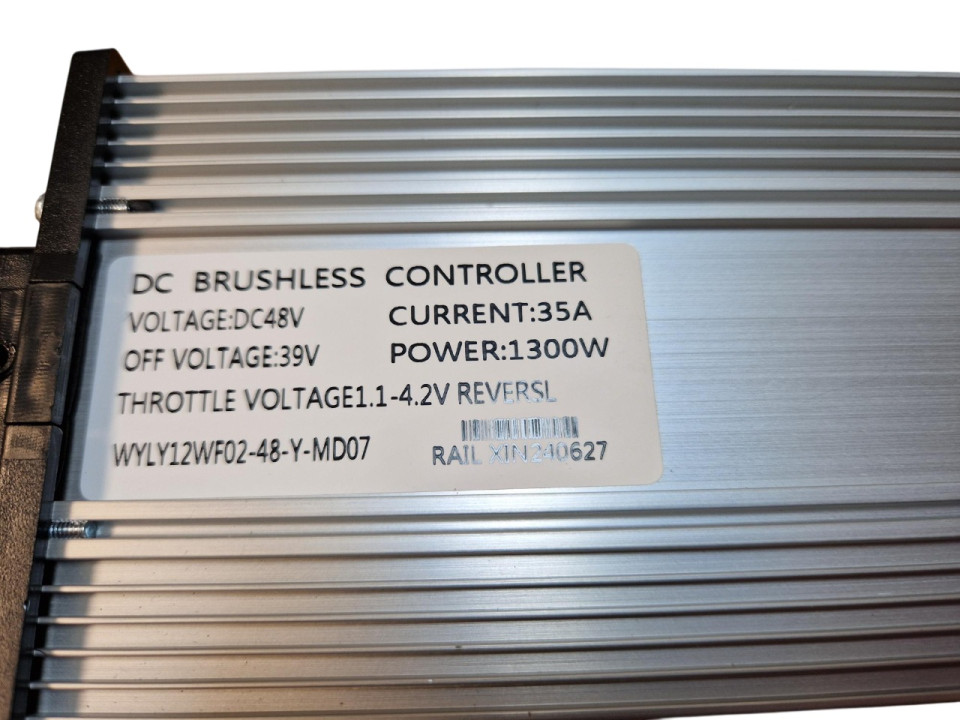 DC BRUSHLESS CONTROLLER
VOLTAGE:DC48V CURRENT:35A
OFF VOLTAGE:39V POWER:1300W
THROTTLE VOLTAGE1.1-4.2V REVERSL
WYLY12WF02-48-Y-MD07 RAIL XIN240627